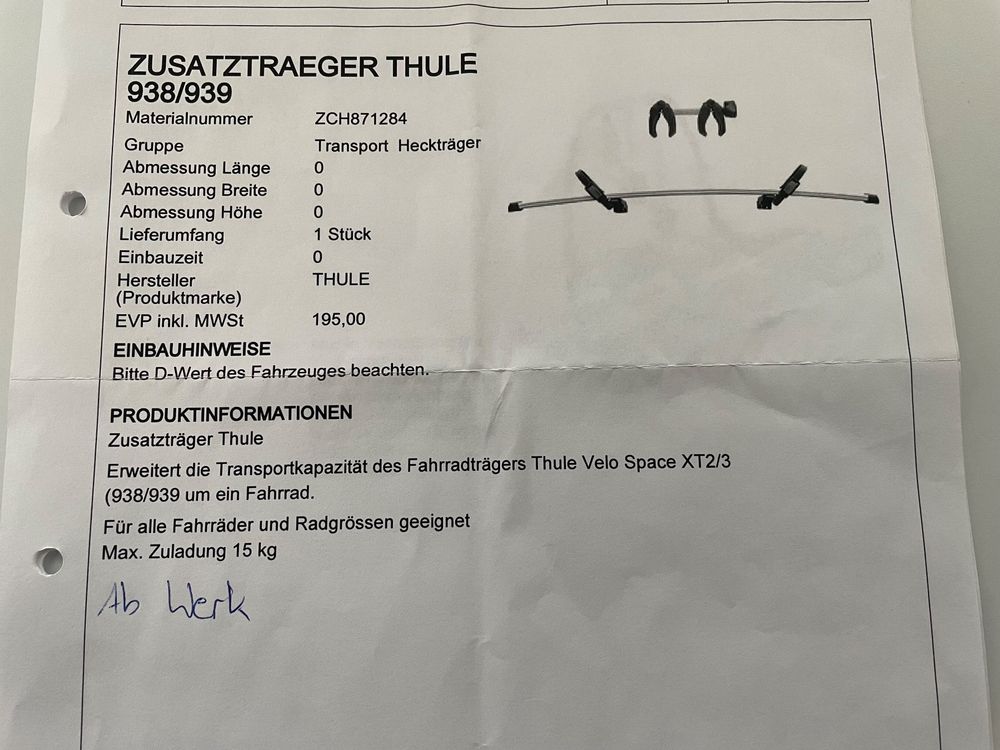 ZUSATZTRAEGER THULE
938/939
Materialnummer ZCH871284
Gruppe Transport Heckträger
Abmessung Länge 0
Abmessung Breite 0
Abmessung Höhe 0
Lieferumfang 1 Stück
Einbauzeit 0
Hersteller THULE
(Produktmarke)
EVP inkl. MWSt 195,00
EINBAUHINWEISE
Bitte D-Wert des Fahrzeuges beachten.
PRODUKTINFORMATIONEN
Zusatzträger Thule
Erweitert die Transportkapazität des Fahrradträgers Thule Velo Space XT2/3
(938/939 um ein Fahrrad.
Für alle Fahrräder und Radgrössen geeignet
Max. Zuladung 15 kg
Ab Werk